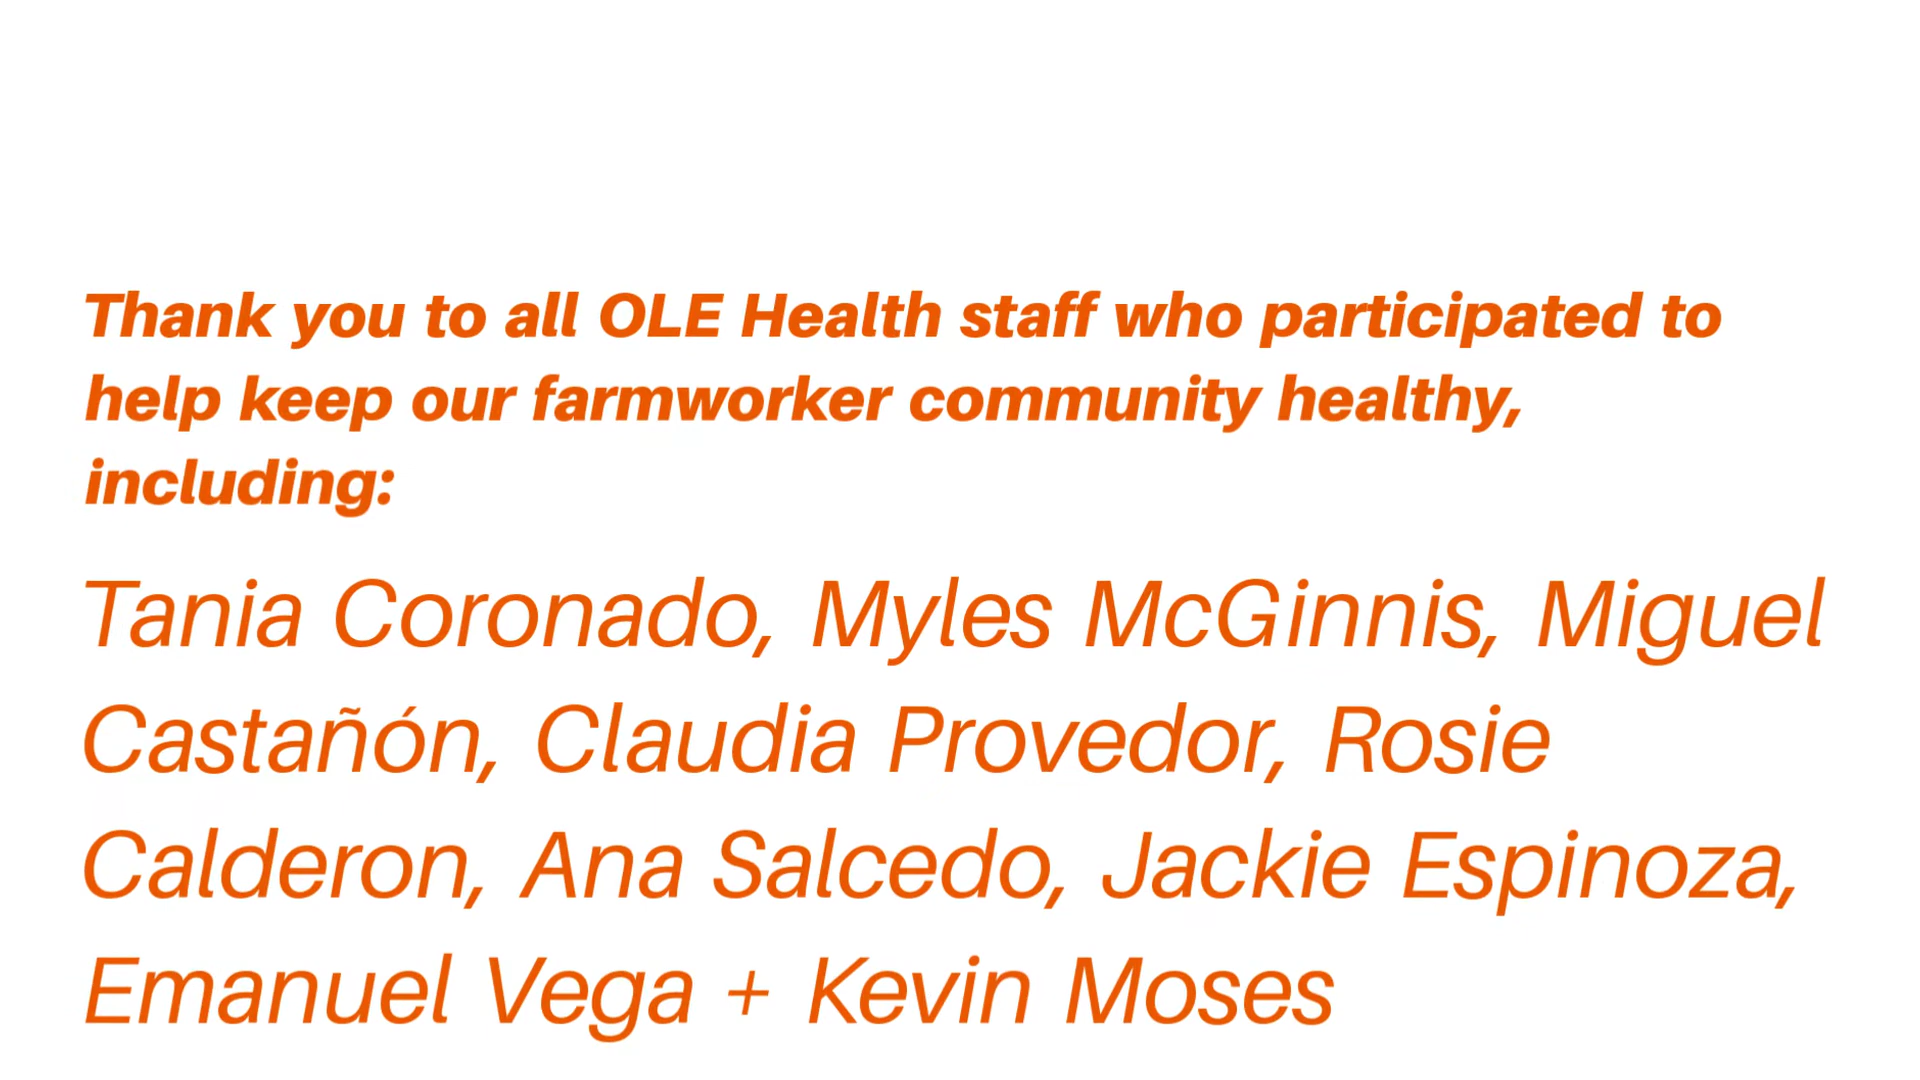 Thank you to all OLE Health staff who participated to
help keep our farmworker community healthy,
including:
Tania Coronado, Myles McGinnis, Miguel
Castañón, Claudia Provedor, Rosie
Calderon, Ana Salcedo, Jackie Espinoza,
Emanuel Vega + Kevin Moses